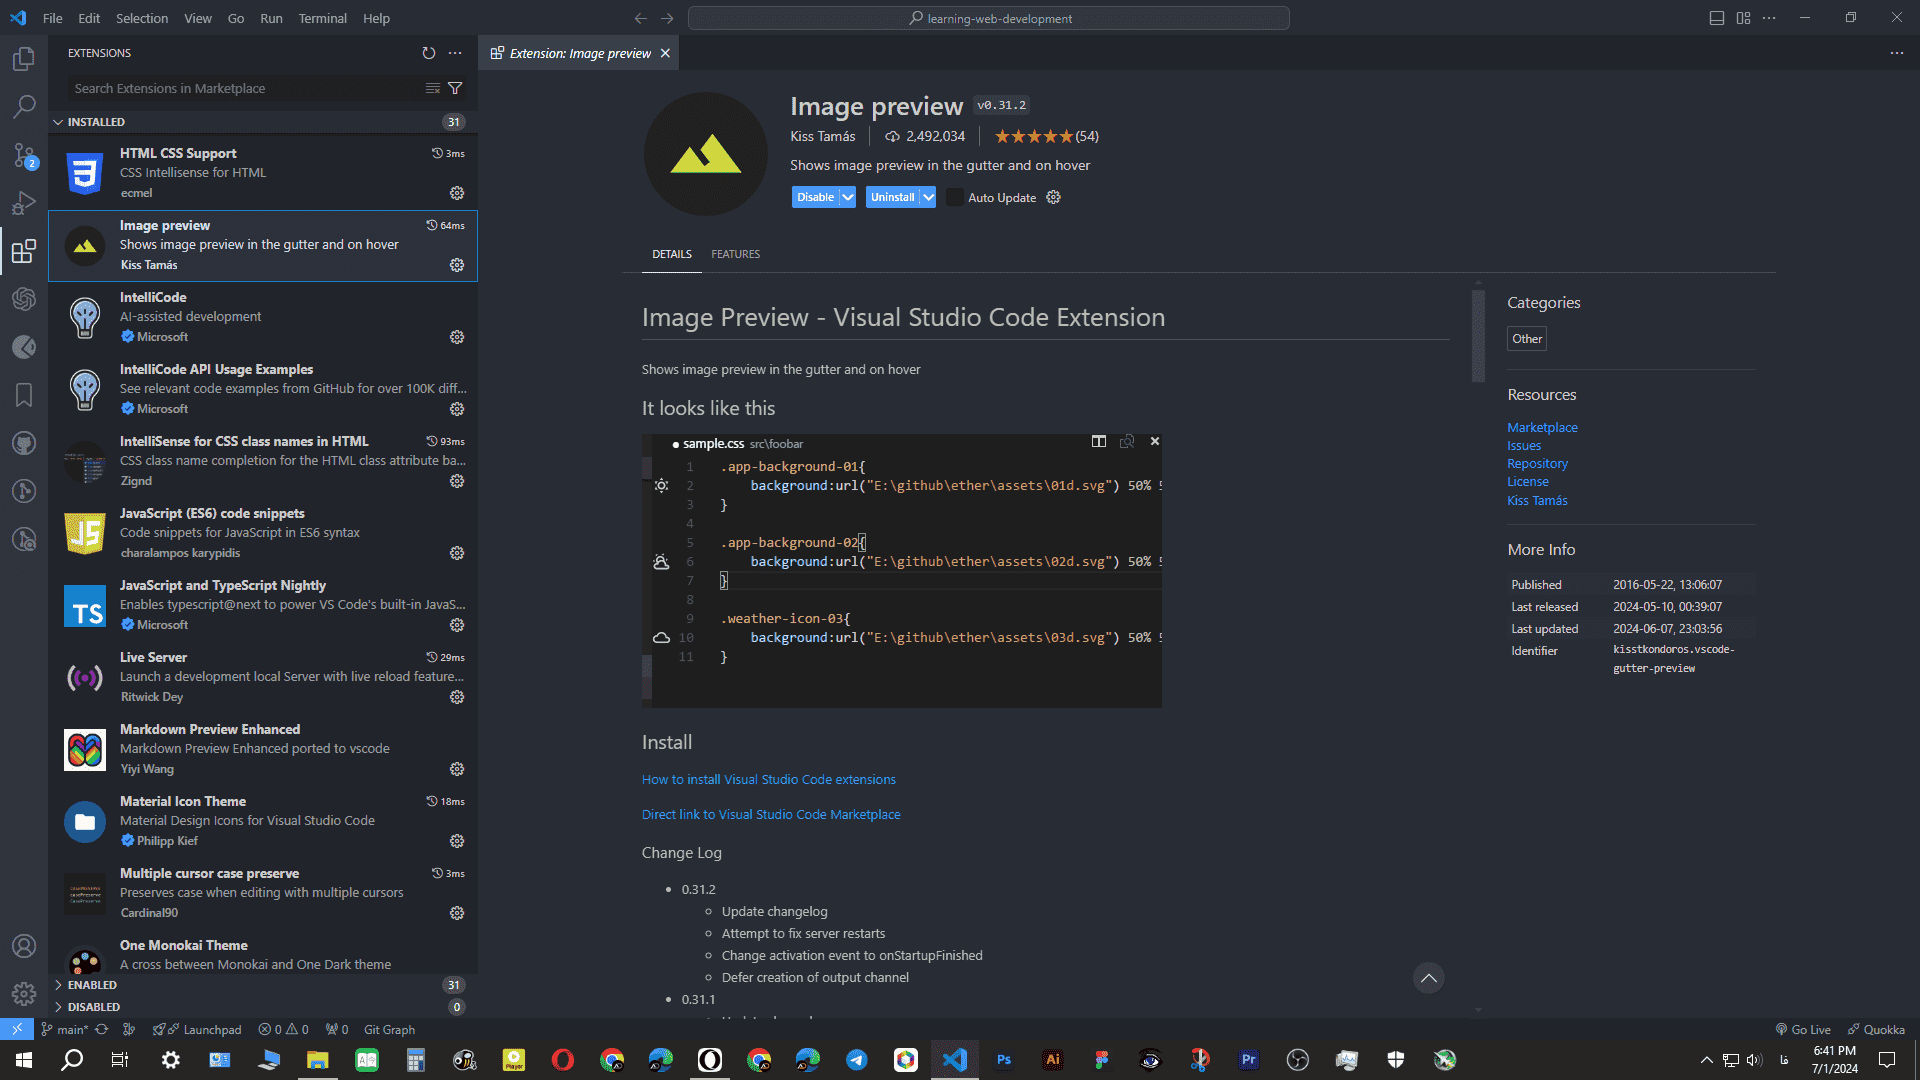 File Edit Selection View Go Run Terminal Help
learning-web-development
EXTENSIONS
Search Extensions in Marketplace
INSTALLED 31
HTML CSS Support 3ms
CSS Intellisense for HTML
ecmel
Image preview 64ms
Shows image preview in the gutter and on hover
Kiss Tamás
IntelliCode
AI-assisted development
Microsoft
IntelliCode API Usage Examples
See relevant code examples from GitHub for over 100K diff...
Microsoft
IntelliSense for CSS class names in HTML 93ms
CSS class name completion for the HTML class attribute ba...
Zignd
JavaScript (ES6) code snippets
Code snippets for JavaScript in ES6 syntax
charalampos karypidis
JavaScript and TypeScript Nightly
Enables typescript@next to power VS Code's built-in JavaS...
Microsoft
Live Server 29ms
Launch a development local Server with live reload feature...
Ritwick Dey
Markdown Preview Enhanced
Markdown Preview Enhanced ported to vscode
Yiyi Wang
Material Icon Theme 18ms
Material Design Icons for Visual Studio Code
Philipp Kief
Multiple cursor case preserve 3ms
Preserves case when editing with multiple cursors
Cardinal90
One Monokai Theme
A cross between Monokai and One Dark theme
ENABLED 31
DISABLED 0
2
JS
TS
Extension: Image preview
Image preview v0.31.2
Kiss Tamás 2,492,034 (54)
Shows image preview in the gutter and on hover
Disable Uninstall Auto Update
DETAILS FEATURES
Image Preview - Visual Studio Code Extension
Shows image preview in the gutter and on hover
It looks like this
sample.css src\foobar
1 .app-background-01{
2 background:url("E:\github\ether\assets\01d.svg") 50% 5
3 }
4
5 .app-background-02{
6 background:url("E:\github\ether\assets\02d.svg") 50% 5
7 }
8
9 .weather-icon-03{
10 background:url("E:\github\ether\assets\03d.svg") 50% 5
11 }
Install
How to install Visual Studio Code extensions
Direct link to Visual Studio Code Marketplace
Change Log
0.31.2
Update changelog
Attempt to fix server restarts
Change activation event to onStartupFinished
Defer creation of output channel
0.31.1
Categories
Other
Resources
Marketplace
Issues
Repository
License
Kiss Tamás
More Info
Published 2016-05-22, 13:06:07
Last released 2024-05-10, 00:39:07
Last updated 2024-06-07, 23:03:56
Identifier kisstkondoros.vscode-
gutter-preview
main* Launchpad 0 0 0 Git Graph Go Live Quokka
Player Ps Ai Pr فا
6:41 PM
7/1/2024